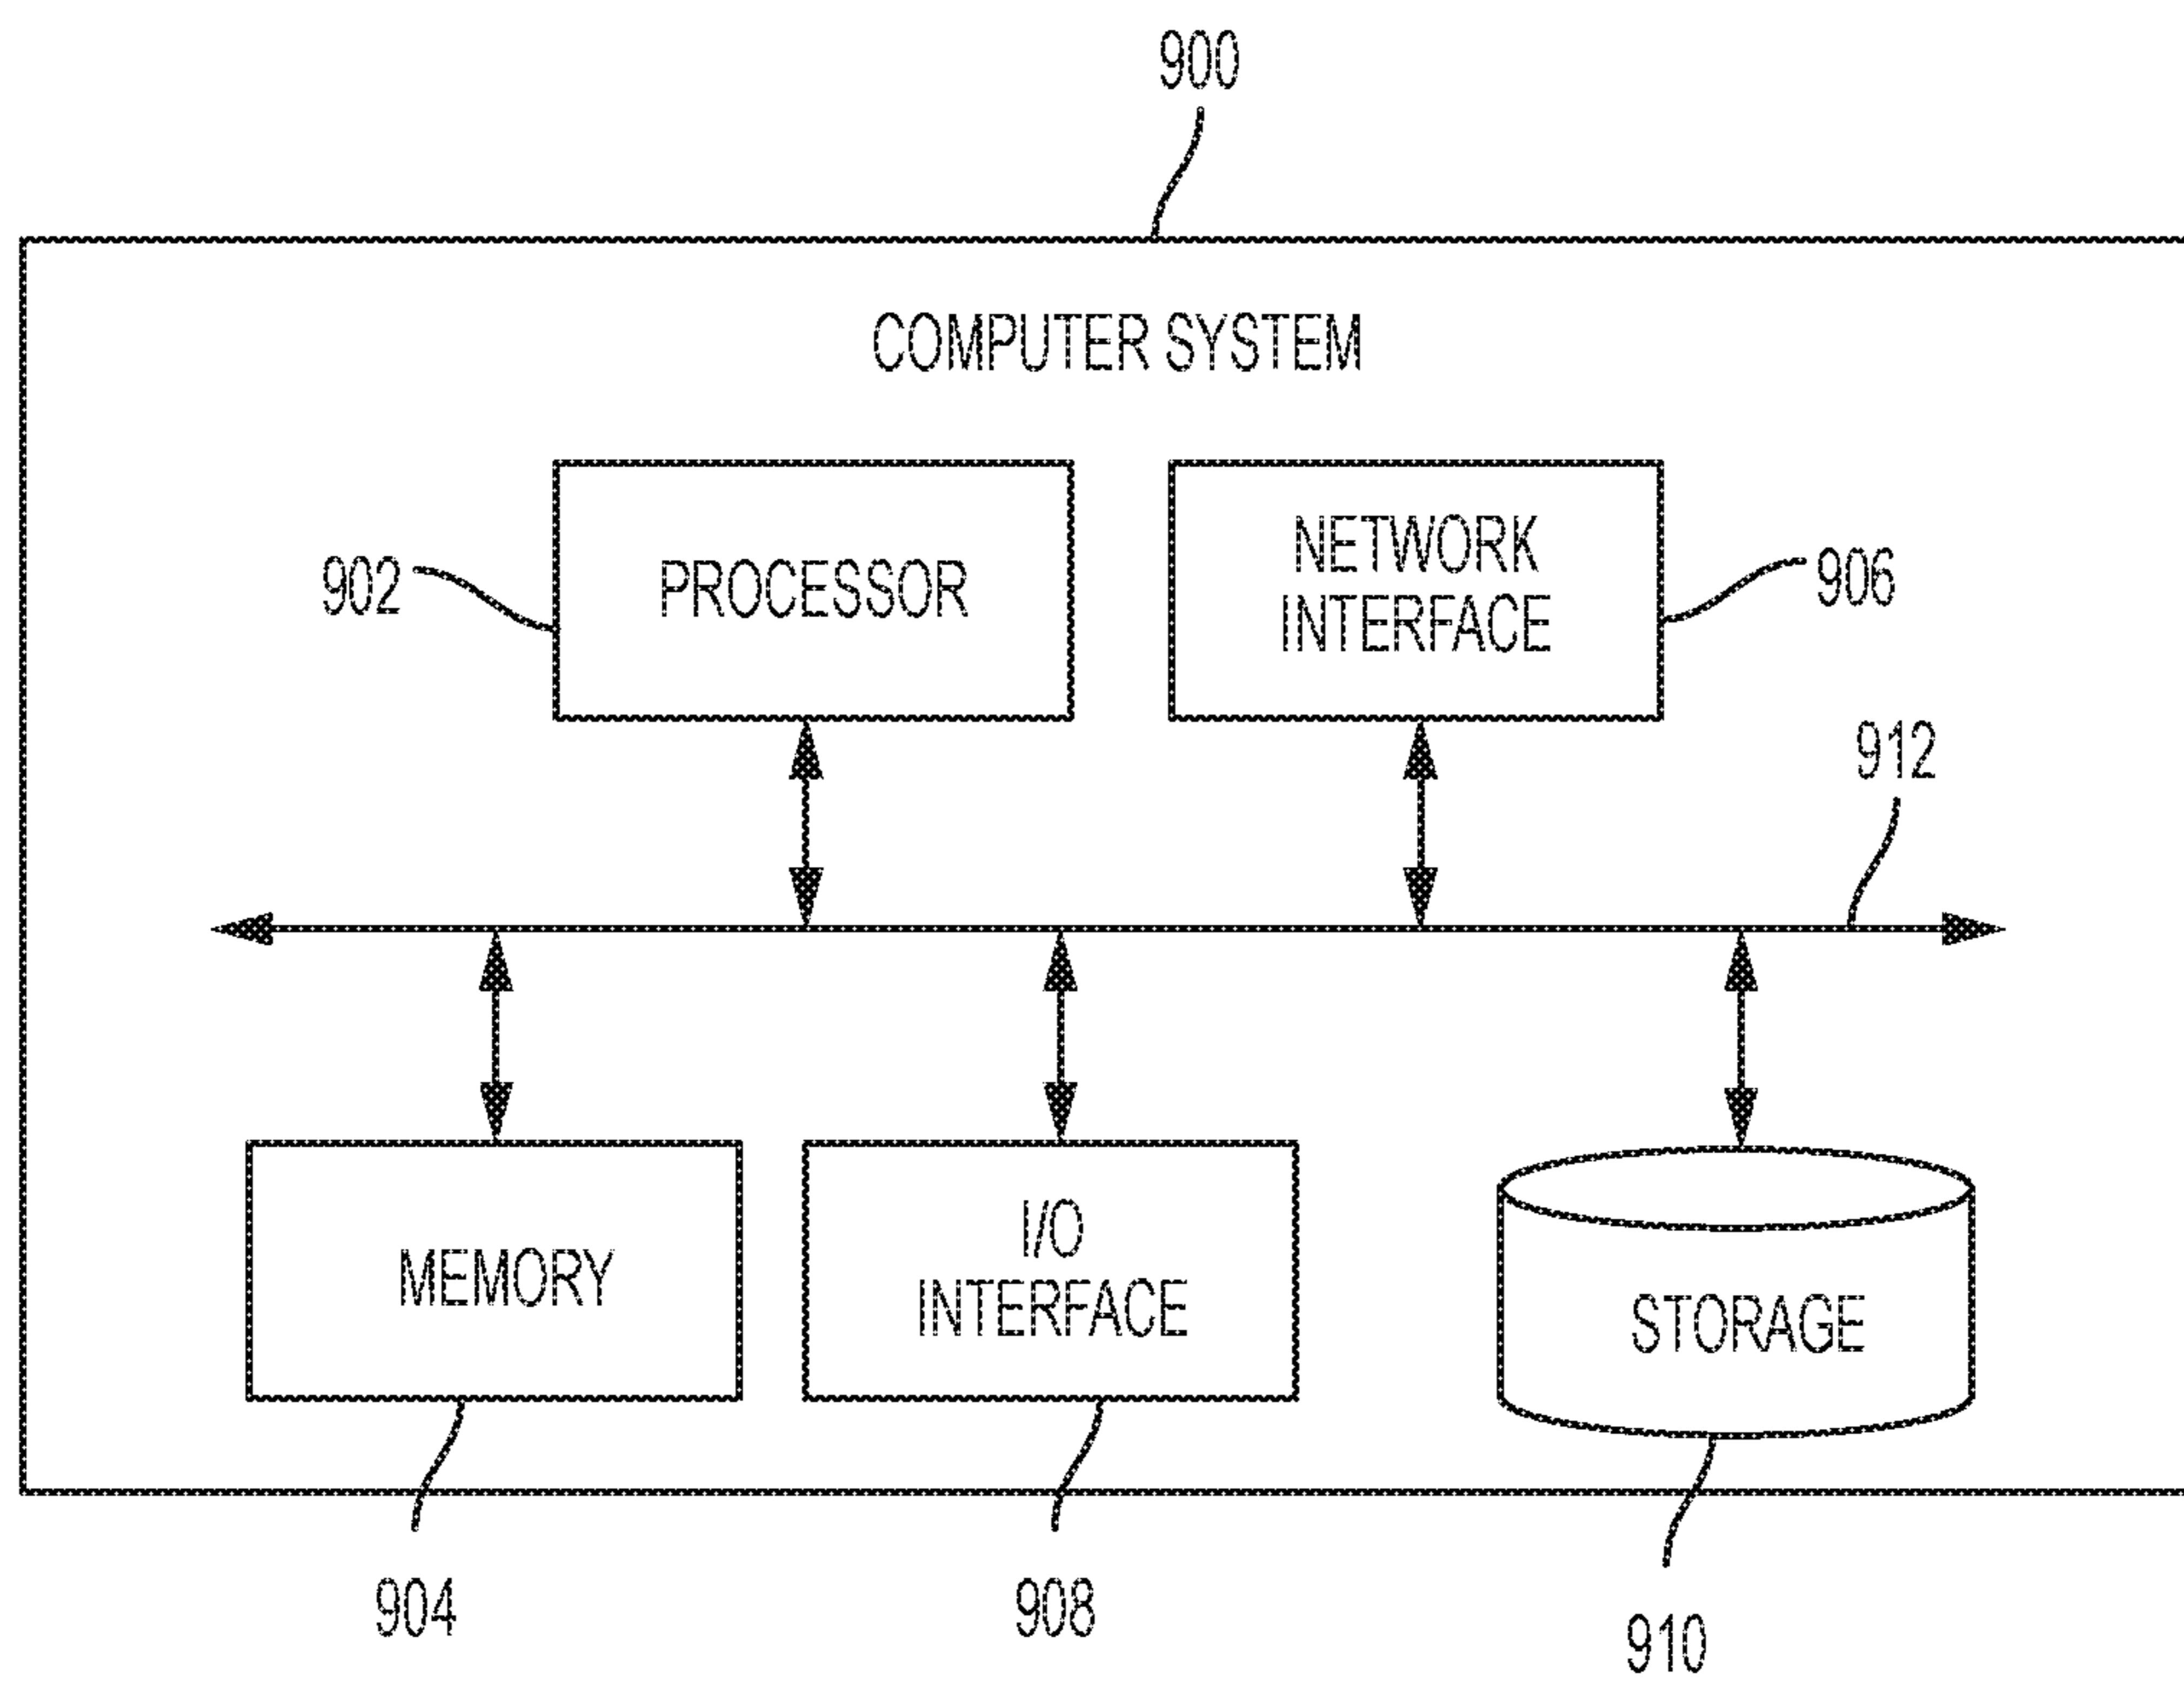 900
COMPUTER SYSTEM
902
PROCESSOR
NETWORK
INTERFACE
906
912
MEMORY
I/O
INTERFACE
STORAGE
904
908
910